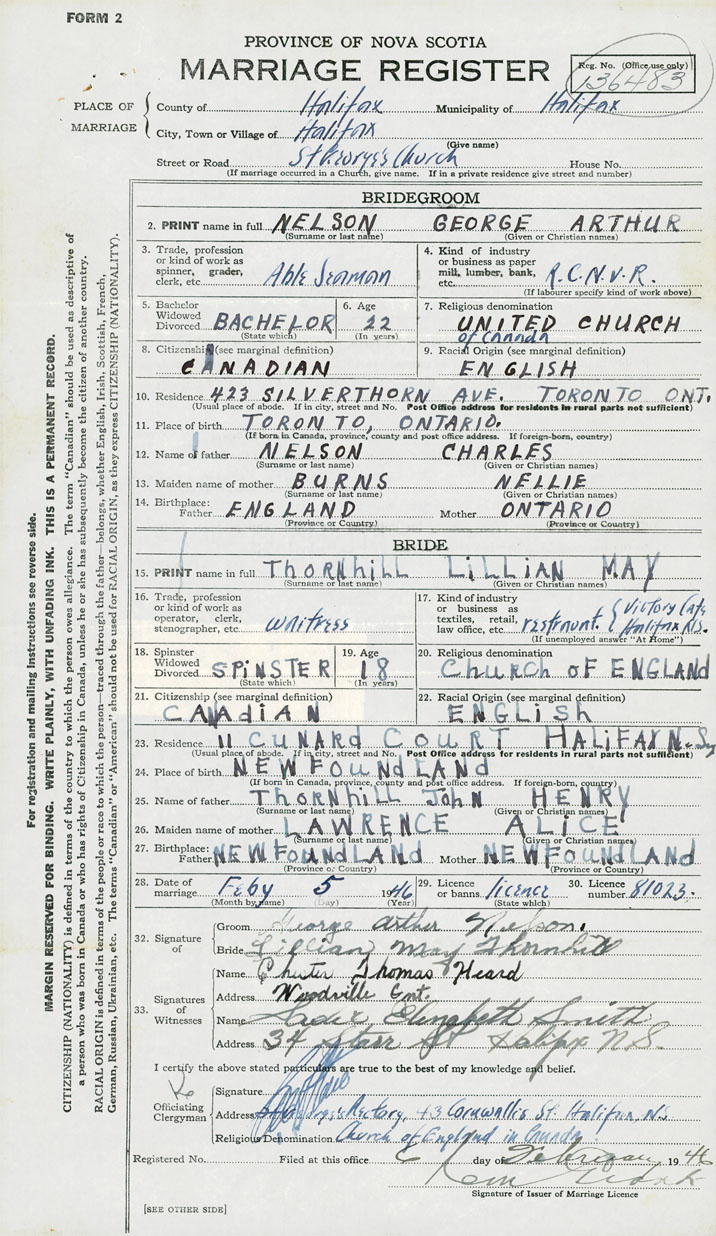 FORM 2
PROVINCE OF NOVA SCOTIA
MARRIAGE REGISTER
Reg. No. (Office use only)
136483
PLACE OF MARRIAGE
County of Halifax Municipality of Halifax
City, Town or Village of Halifax
(Give name)
Street or Road St George's Church House No.
(If marriage occurred in a Church, give name. If in a private residence give street and number)
BRIDEGROOM
2. PRINT name in full NELSON GEORGE ARTHUR
(Surname or last name) (Given or Christian names)
3. Trade, profession or kind of work as spinner, grader, clerk, etc. Able Seaman
4. Kind of industry or business as paper mill, lumber, bank, etc. R.C.N.V.R.
(If labourer specify kind of work above)
5. Bachelor Widowed Divorced BACHELOR (State which)
6. Age 22 (In years)
7. Religious denomination UNITED CHURCH
of Canada
8. Citizenship (see marginal definition) CANADIAN
9. Racial Origin (see marginal definition) ENGLISH
10. Residence 423 SILVERTHORN AVE. TORONTO ONT.
(Usual place of abode. If in city, street and No. Post Office address for residents in rural parts not sufficient)
11. Place of birth TORONTO, ONTARIO.
(If born in Canada, province, county and post office address. If foreign-born, country)
12. Name of father NELSON CHARLES
(Surname or last name) (Given or Christian names)
13. Maiden name of mother BURNS NELLIE
(Surname or last name) (Given or Christian names)
14. Birthplace: Father ENGLAND Mother ONTARIO
(Province or Country) (Province or Country)
BRIDE
15. PRINT name in full ThORNhiLL LiLLIAN MAY
(Surname or last name) (Given or Christian names)
16. Trade, profession or kind of work as operator, clerk, stenographer, etc. waitress
17. Kind of industry or business as textiles, retail, law office, etc. restraunt. { Victory Cafe Halifax N.S.
(If unemployed answer "At Home")
18. Spinster Widowed Divorced SPiNSTER (State which)
19. Age 18 (In years)
20. Religious denomination Church of ENGLANd
21. Citizenship (see marginal definition) CANAdiAN
22. Racial Origin (see marginal definition) ENGLiSh
23. Residence 11 CUNARd CouRT HALiFAX N.S.
(Usual place of abode. If in city, street and No. Post Office address for residents in rural parts not sufficient)
24. Place of birth NEWFouNdLANd
(If born in Canada, province, county and post office address. If foreign-born, country)
25. Name of father ThoRNhiLL John HENRY
(Surname or last name) (Given or Christian names)
26. Maiden name of mother LAWRENCE ALiCE
(Surname or last name) (Given or Christian names)
27. Birthplace: Father NEWFouNdLANd Mother NEWFouNdLANd
(Province or Country) (Province or Country)
28. Date of marriage Feby 5 1946
(Month by name) (Day) (Year)
29. Licence or banns licence (State which)
30. Licence number 81023.
32. Signature of
Groom George Arther Nelson.
Bride Lillian May Thornhill
33. Signatures of Witnesses
Name Chester Thomas Heard
Address Woodville Ont.
Name Sadie Elizabeth Smith
Address 34 Starr St Halifax N.S.
I certify the above stated particulars are true to the best of my knowledge and belief.
Officiating Clergyman
Signature
Address St George's Rectory, 43 Cornwallis St. Halifax, N.S.
Religious Denomination Church of England in Canada.
Registered No. Filed at this office 6 day of February 1946
Signature of Issuer of Marriage Licence
[SEE OTHER SIDE]
For registration and mailing instructions see reverse side.
MARGIN RESERVED FOR BINDING. WRITE PLAINLY, WITH UNFADING INK. THIS IS A PERMANENT RECORD.
CITIZENSHIP (NATIONALITY) is defined in terms of the country to which the person owes allegiance. The term "Canadian" should be used as descriptive of
a person who was born in Canada or who has rights of Citizenship in Canada, unless he or she has subsequently become the citizen of another country.
RACIAL ORIGIN is defined in terms of the people or race to which the person—traced through the father—belongs, whether English, Irish, Scottish, French,
German, Russian, Ukrainian, etc. The terms "Canadian" or "American" should not be used for RACIAL ORIGIN, as they express CITIZENSHIP (NATIONALITY).